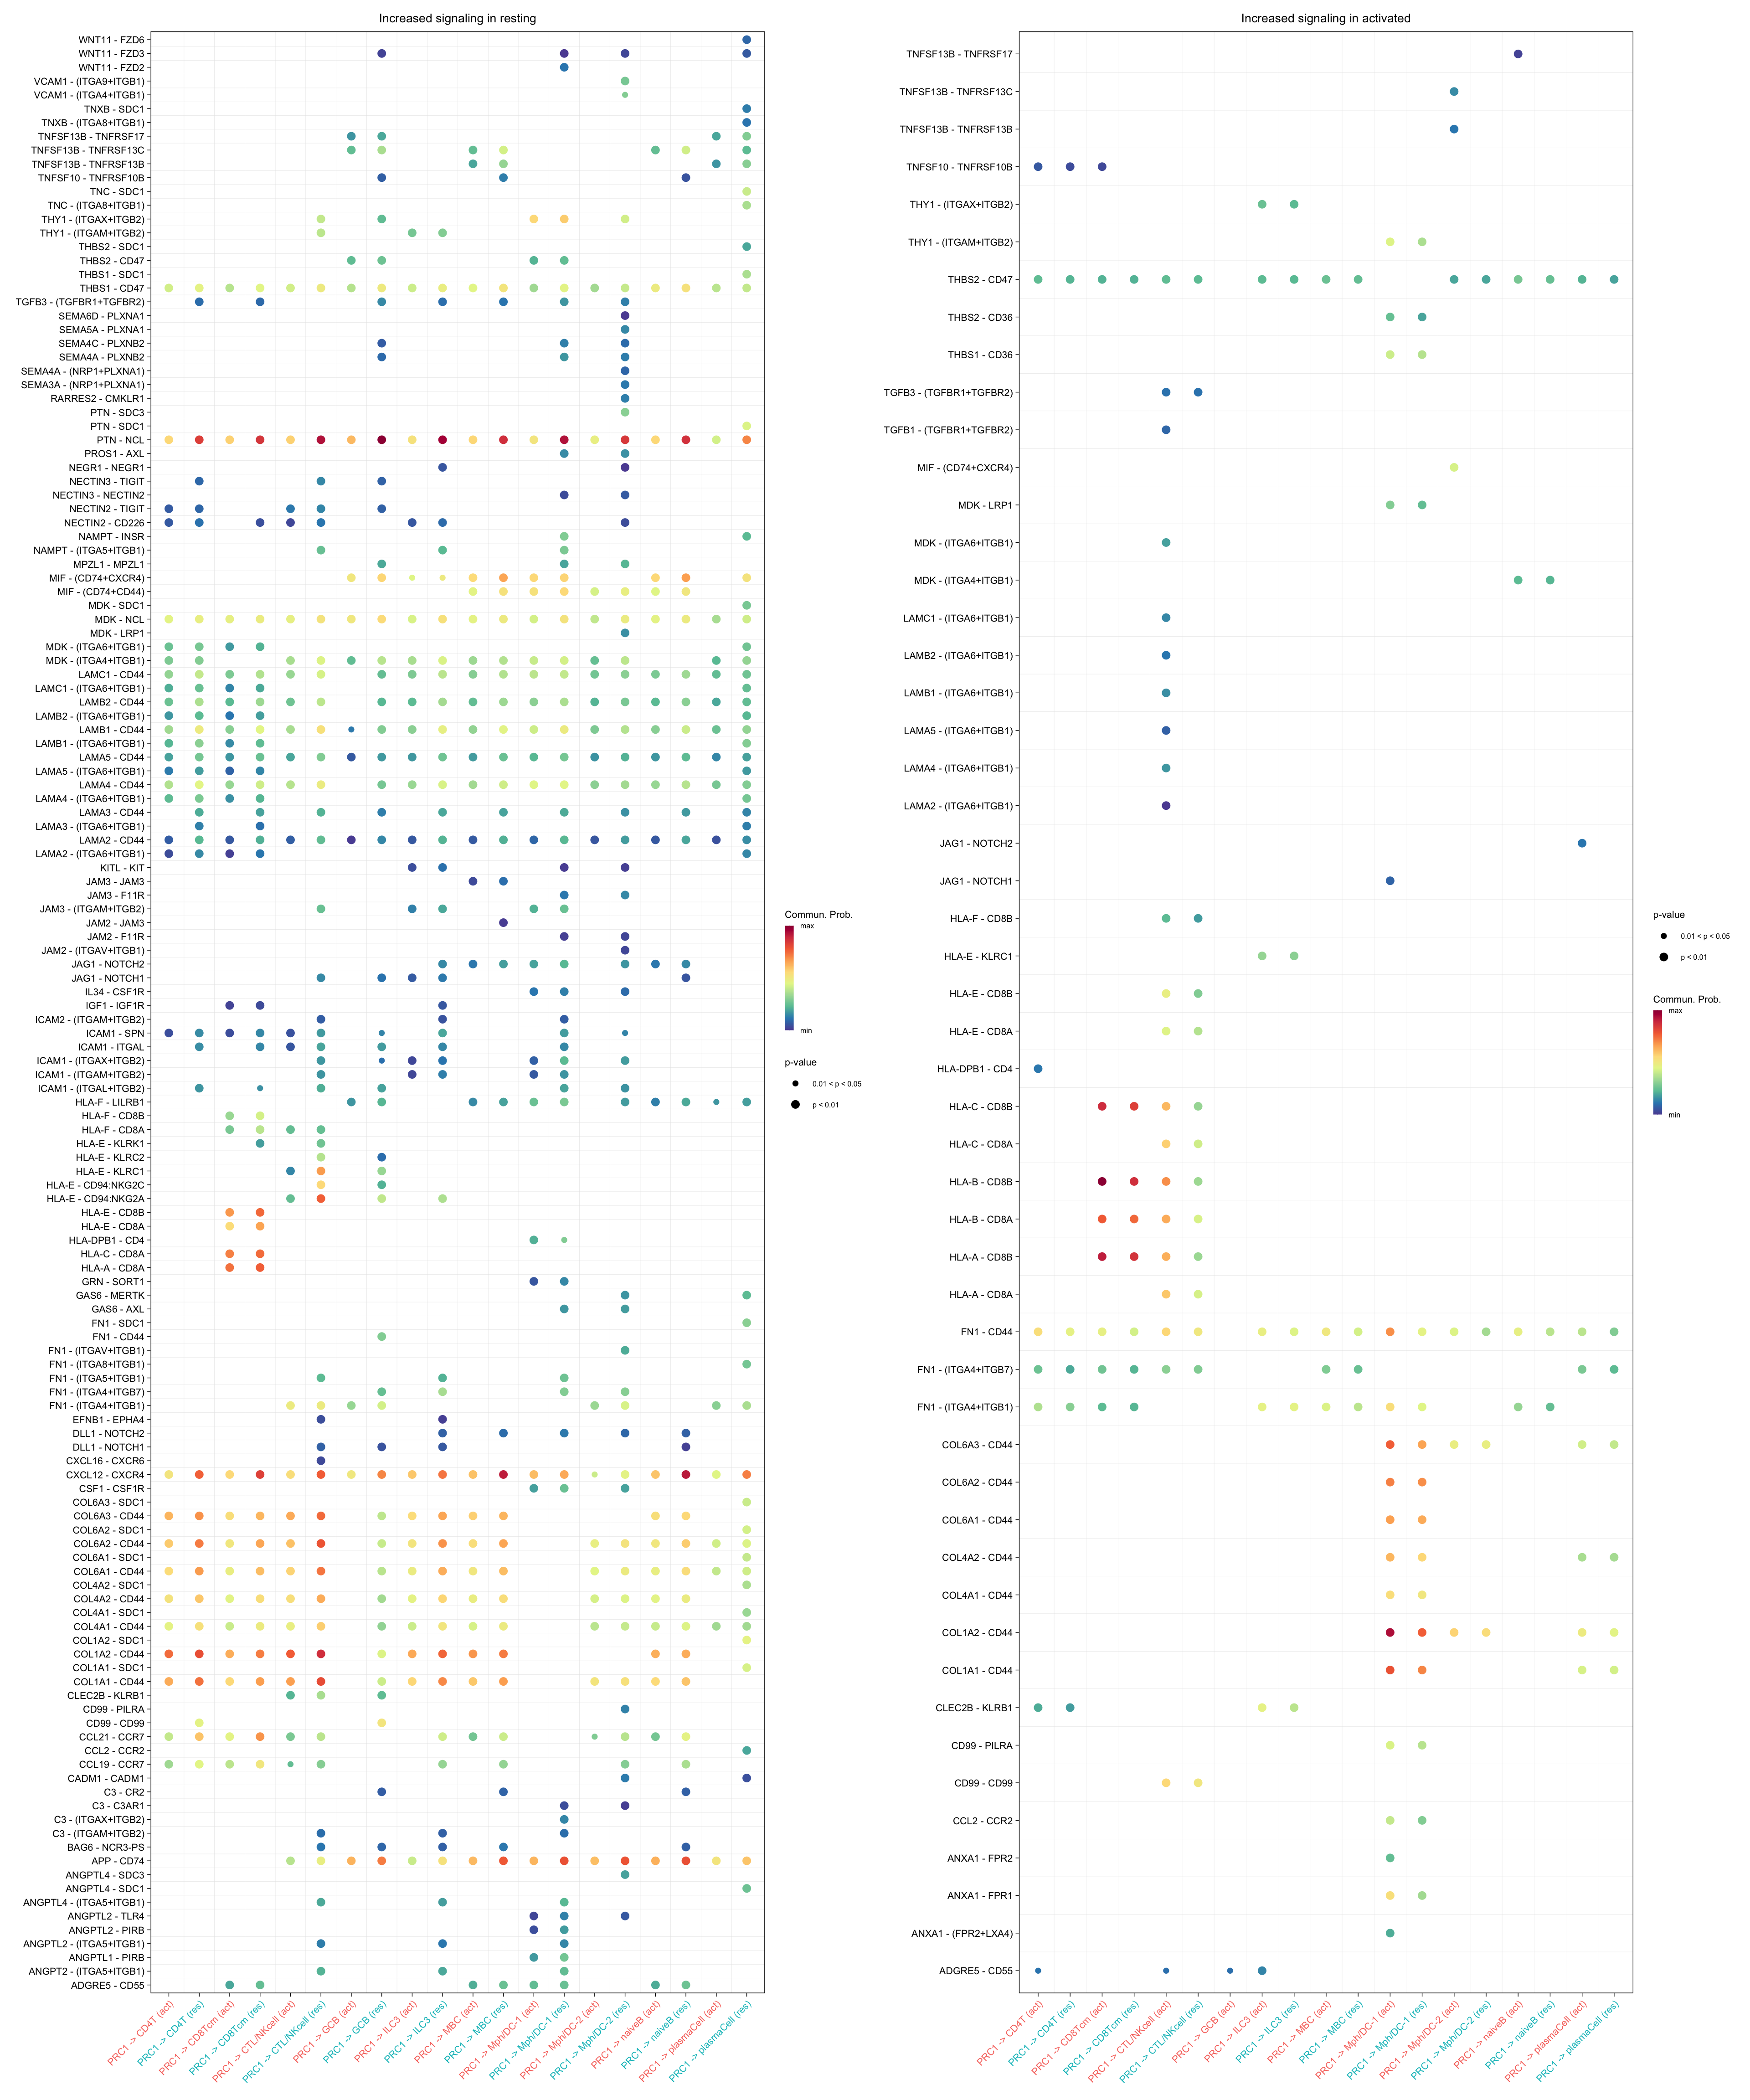 Increased signaling in resting
WNT11 - FZD6
WNT11 - FZD3
WNT11 - FZD2
VCAM1 - (ITGA9+ITGB1)
VCAM1 - (ITGA4+ITGB1)
TNXB - SDC1
TNXB - (ITGA8+ITGB1)
TNFSF13B - TNFRSF17
TNFSF13B - TNFRSF13C
TNFSF13B - TNFRSF13B
TNFSF10 - TNFRSF10B
TNC - SDC1
TNC - (ITGA8+ITGB1)
THY1 - (ITGAX+ITGB2)
THY1 - (ITGAM+ITGB2)
THBS2 - SDC1
THBS2 - CD47
THBS1 - SDC1
THBS1 - CD47
TGFB3 - (TGFBR1+TGFBR2)
SEMA6D - PLXNA1
SEMA5A - PLXNA1
SEMA4C - PLXNB2
SEMA4A - PLXNB2
SEMA4A - (NRP1+PLXNA1)
SEMA3A - (NRP1+PLXNA1)
RARRES2 - CMKLR1
PTN - SDC3
PTN - SDC1
PTN - NCL
PROS1 - AXL
NEGR1 - NEGR1
NECTIN3 - TIGIT
NECTIN3 - NECTIN2
NECTIN2 - TIGIT
NECTIN2 - CD226
NAMPT - INSR
NAMPT - (ITGA5+ITGB1)
MPZL1 - MPZL1
MIF - (CD74+CXCR4)
MIF - (CD74+CD44)
MDK - SDC1
MDK - NCL
MDK - LRP1
MDK - (ITGA6+ITGB1)
MDK - (ITGA4+ITGB1)
LAMC1 - CD44
LAMC1 - (ITGA6+ITGB1)
LAMB2 - CD44
LAMB2 - (ITGA6+ITGB1)
LAMB1 - CD44
LAMB1 - (ITGA6+ITGB1)
LAMA5 - CD44
LAMA5 - (ITGA6+ITGB1)
LAMA4 - CD44
LAMA4 - (ITGA6+ITGB1)
LAMA3 - CD44
LAMA3 - (ITGA6+ITGB1)
LAMA2 - CD44
LAMA2 - (ITGA6+ITGB1)
KITL - KIT
JAM3 - JAM3
JAM3 - F11R
JAM3 - (ITGAM+ITGB2)
JAM2 - JAM3
JAM2 - F11R
JAM2 - (ITGAV+ITGB1)
JAG1 - NOTCH2
JAG1 - NOTCH1
IL34 - CSF1R
IGF1 - IGF1R
ICAM2 - (ITGAM+ITGB2)
ICAM1 - SPN
ICAM1 - ITGAL
ICAM1 - (ITGAX+ITGB2)
ICAM1 - (ITGAM+ITGB2)
ICAM1 - (ITGAL+ITGB2)
HLA-F - LILRB1
HLA-F - CD8B
HLA-F - CD8A
HLA-E - KLRK1
HLA-E - KLRC2
HLA-E - KLRC1
HLA-E - CD94:NKG2C
HLA-E - CD94:NKG2A
HLA-E - CD8B
HLA-E - CD8A
HLA-DPB1 - CD4
HLA-C - CD8A
HLA-A - CD8A
GRN - SORT1
GAS6 - MERTK
GAS6 - AXL
FN1 - SDC1
FN1 - CD44
FN1 - (ITGAV+ITGB1)
FN1 - (ITGA8+ITGB1)
FN1 - (ITGA5+ITGB1)
FN1 - (ITGA4+ITGB7)
FN1 - (ITGA4+ITGB1)
EFNB1 - EPHA4
DLL1 - NOTCH2
DLL1 - NOTCH1
CXCL16 - CXCR6
CXCL12 - CXCR4
CSF1 - CSF1R
COL6A3 - SDC1
COL6A3 - CD44
COL6A2 - SDC1
COL6A2 - CD44
COL6A1 - SDC1
COL6A1 - CD44
COL4A2 - SDC1
COL4A2 - CD44
COL4A1 - SDC1
COL4A1 - CD44
COL1A2 - SDC1
COL1A2 - CD44
COL1A1 - SDC1
COL1A1 - CD44
CLEC2B - KLRB1
CD99 - PILRA
CD99 - CD99
CCL21 - CCR7
CCL2 - CCR2
CCL19 - CCR7
CADM1 - CADM1
C3 - CR2
C3 - C3AR1
C3 - (ITGAX+ITGB2)
C3 - (ITGAM+ITGB2)
BAG6 - NCR3-PS
APP - CD74
ANGPTL4 - SDC3
ANGPTL4 - SDC1
ANGPTL4 - (ITGA5+ITGB1)
ANGPTL2 - TLR4
ANGPTL2 - PIRB
ANGPTL2 - (ITGA5+ITGB1)
ANGPTL1 - PIRB
ANGPT2 - (ITGA5+ITGB1)
ADGRE5 - CD55
PRC1 -> CD4T (act)
PRC1 -> CD4T (res)
PRC1 -> CD8Tcm (act)
PRC1 -> CD8Tcm (res)
PRC1 -> CTL/NKcell (act)
PRC1 -> CTL/NKcell (res)
PRC1 -> GCB (act)
PRC1 -> GCB (res)
PRC1 -> ILC3 (act)
PRC1 -> ILC3 (res)
PRC1 -> MBC (act)
PRC1 -> MBC (res)
PRC1 -> Mph/DC-1 (act)
PRC1 -> Mph/DC-1 (res)
PRC1 -> Mph/DC-2 (act)
PRC1 -> Mph/DC-2 (res)
PRC1 -> naiveB (act)
PRC1 -> naiveB (res)
PRC1 -> plasmaCell (act)
PRC1 -> plasmaCell (res)
Commun. Prob.
max
min
p-value
0.01 < p < 0.05
p < 0.01
Increased signaling in activated
TNFSF13B - TNFRSF17
TNFSF13B - TNFRSF13C
TNFSF13B - TNFRSF13B
TNFSF10 - TNFRSF10B
THY1 - (ITGAX+ITGB2)
THY1 - (ITGAM+ITGB2)
THBS2 - CD47
THBS2 - CD36
THBS1 - CD36
TGFB3 - (TGFBR1+TGFBR2)
TGFB1 - (TGFBR1+TGFBR2)
MIF - (CD74+CXCR4)
MDK - LRP1
MDK - (ITGA6+ITGB1)
MDK - (ITGA4+ITGB1)
LAMC1 - (ITGA6+ITGB1)
LAMB2 - (ITGA6+ITGB1)
LAMB1 - (ITGA6+ITGB1)
LAMA5 - (ITGA6+ITGB1)
LAMA4 - (ITGA6+ITGB1)
LAMA2 - (ITGA6+ITGB1)
JAG1 - NOTCH2
JAG1 - NOTCH1
HLA-F - CD8B
HLA-E - KLRC1
HLA-E - CD8B
HLA-E - CD8A
HLA-DPB1 - CD4
HLA-C - CD8B
HLA-C - CD8A
HLA-B - CD8B
HLA-B - CD8A
HLA-A - CD8B
HLA-A - CD8A
FN1 - CD44
FN1 - (ITGA4+ITGB7)
FN1 - (ITGA4+ITGB1)
COL6A3 - CD44
COL6A2 - CD44
COL6A1 - CD44
COL4A2 - CD44
COL4A1 - CD44
COL1A2 - CD44
COL1A1 - CD44
CLEC2B - KLRB1
CD99 - PILRA
CD99 - CD99
CCL2 - CCR2
ANXA1 - FPR2
ANXA1 - FPR1
ANXA1 - (FPR2+LXA4)
ADGRE5 - CD55
PRC1 -> CD4T (act)
PRC1 -> CD4T (res)
PRC1 -> CD8Tcm (act)
PRC1 -> CD8Tcm (res)
PRC1 -> CTL/NKcell (act)
PRC1 -> CTL/NKcell (res)
PRC1 -> GCB (act)
PRC1 -> ILC3 (act)
PRC1 -> ILC3 (res)
PRC1 -> MBC (act)
PRC1 -> MBC (res)
PRC1 -> Mph/DC-1 (act)
PRC1 -> Mph/DC-1 (res)
PRC1 -> Mph/DC-2 (act)
PRC1 -> Mph/DC-2 (res)
PRC1 -> naiveB (act)
PRC1 -> naiveB (res)
PRC1 -> plasmaCell (act)
PRC1 -> plasmaCell (res)
p-value
0.01 < p < 0.05
p < 0.01
Commun. Prob.
max
min